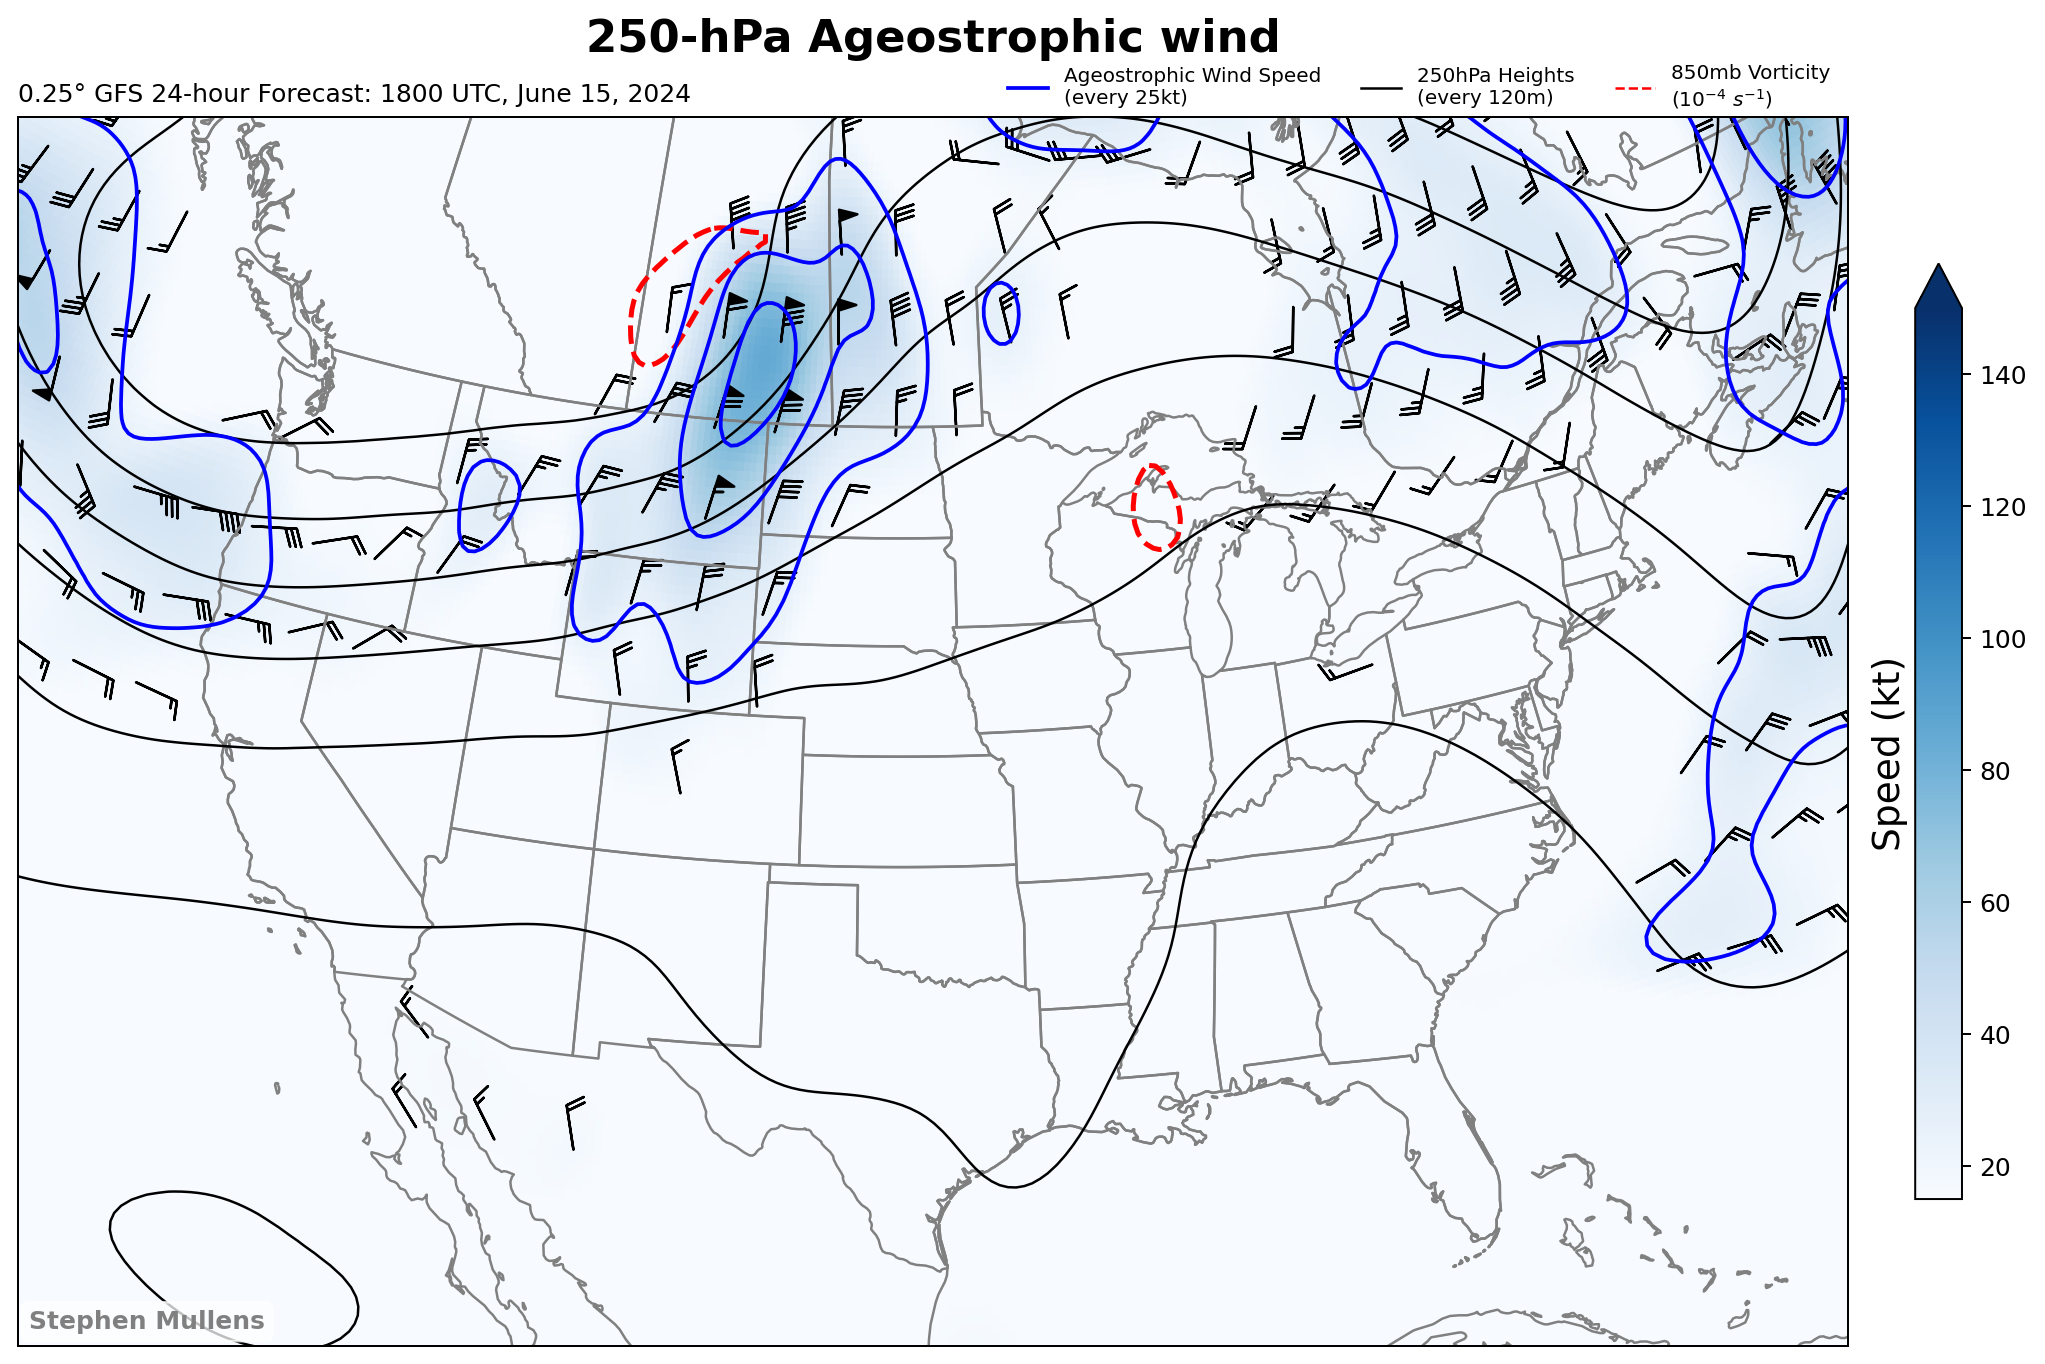 250-hPa Ageostrophic wind
0.25° GFS 24-hour Forecast: 1800 UTC, June 15, 2024
Ageostrophic Wind Speed
(every 25kt)
250hPa Heights
(every 120m)
850mb Vorticity
(10⁻⁴ s⁻¹)
140
120
100
80
60
40
20
Speed (kt)
Stephen Mullens